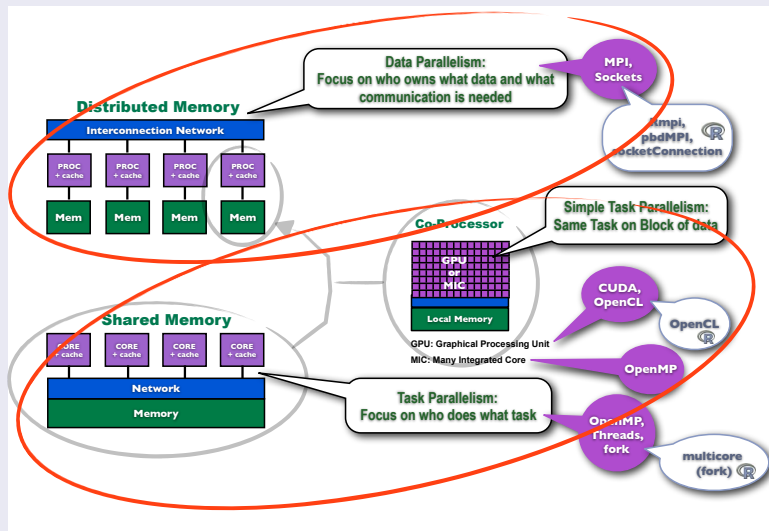 Data Parallelism:
Focus on who owns what data and what
communication is needed
MPI,
Sockets
Distributed Memory
Interconnection Network
Rmpi,
pbdMPI,
socketConnection
R
PROC
+ cache
PROC
+ cache
PROC
+ cache
PROC
+ cache
Mem
Mem
Mem
Mem
Simple Task Parallelism:
Same Task on Block of data
Co-Processor
GPU
or
MIC
Local Memory
CUDA,
OpenCL
OpenCL
R
GPU: Graphical Processing Unit
MIC: Many Integrated Core
OpenMP
Shared Memory
CORE
+ cache
CORE
+ cache
CORE
+ cache
CORE
+ cache
Network
Memory
Task Parallelism:
Focus on who does what task
OpenMP,
Threads,
fork
multicore
(fork) R